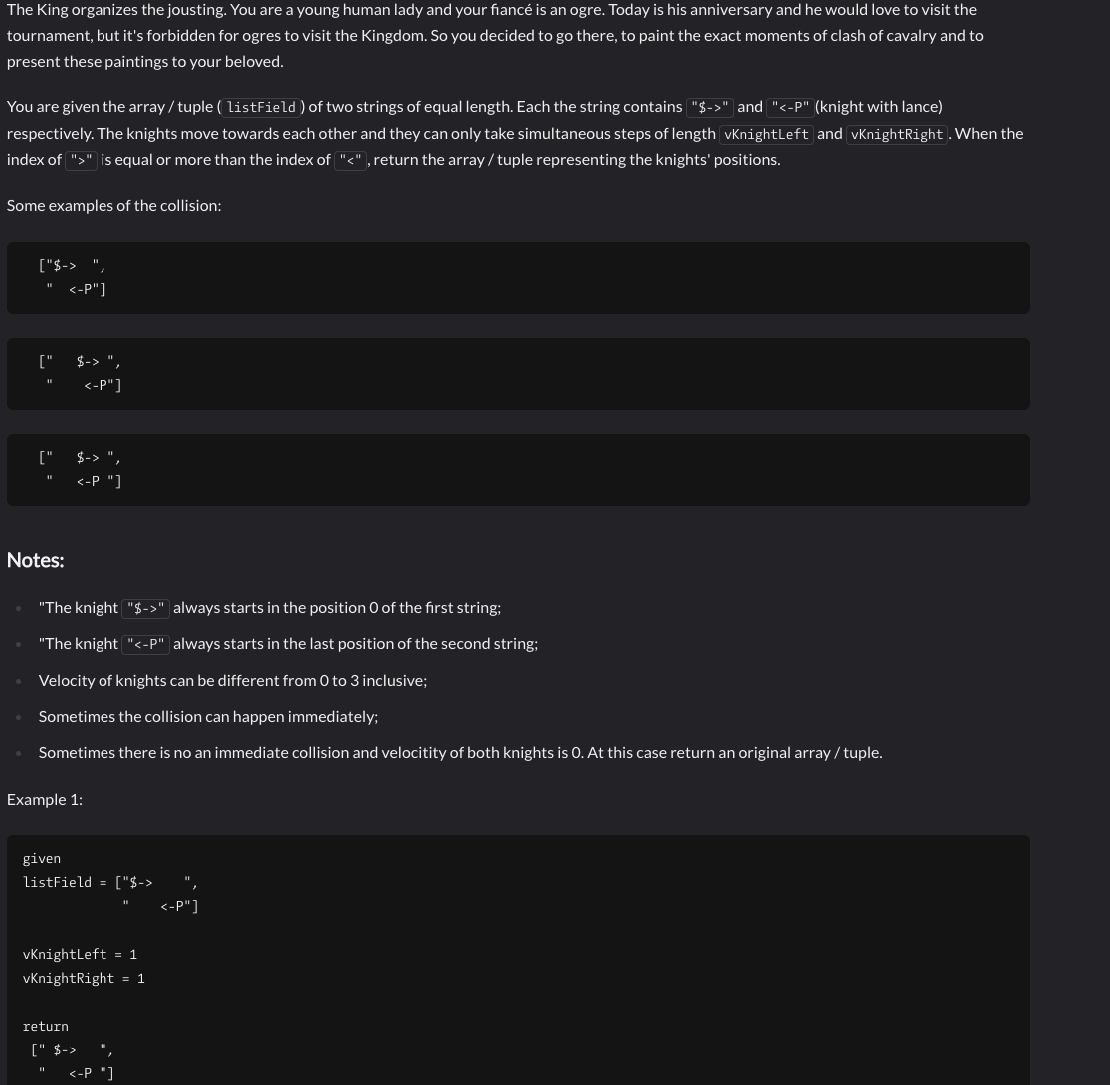 The King organizes the jousting. You are a young human lady and your fiancé is an ogre. Today is his anniversary and he would love to visit the
tournament, but it's forbidden for ogres to visit the Kingdom. So you decided to go there, to paint the exact moments of clash of cavalry and to
present these paintings to your beloved.
You are given the array / tuple ( listField ) of two strings of equal length. Each the string contains "$->" and "<-P" (knight with lance)
respectively. The knights move towards each other and they can only take simultaneous steps of length vKnightLeft and vKnightRight . When the
index of ">" is equal or more than the index of "<", return the array / tuple representing the knights' positions.
Some examples of the collision:
["$->  ",
"  <-P"]
["   $-> ",
"    <-P"]
["   $-> ",
"   <-P "]
Notes:
"The knight "$->" always starts in the position 0 of the first string;
"The knight "<-P" always starts in the last position of the second string;
Velocity of knights can be different from 0 to 3 inclusive;
Sometimes the collision can happen immediately;
Sometimes there is no an immediate collision and velocitity of both knights is 0. At this case return an original array / tuple.
Example 1:
given
listField = ["$->    ",
"    <-P"]
vKnightLeft = 1
vKnightRight = 1
return
[" $->   ",
"   <-P "]